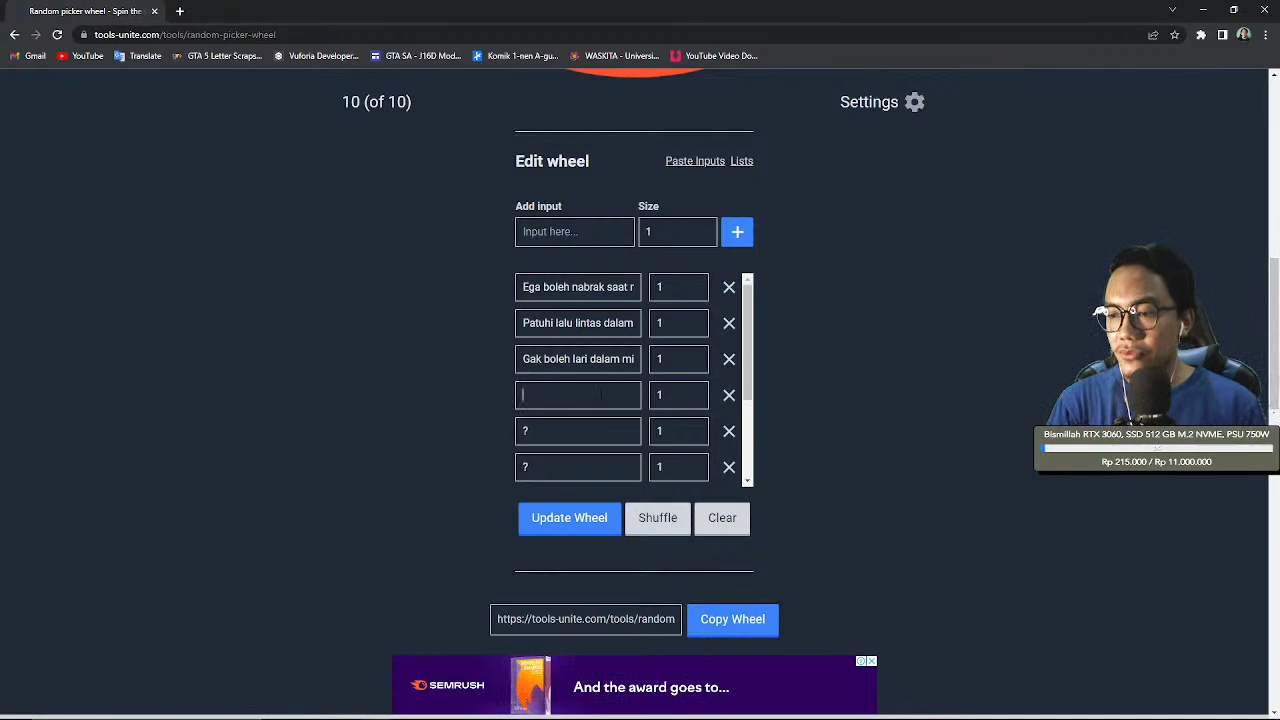 Random picker wheel - Spin the
tools-unite.com/tools/random-picker-wheel
Gmail
YouTube
Translate
GTA 5 Letter Scraps...
Vuforia Developer...
GTA SA - J16D Mod...
Komik 1-nen A-gu...
WASKITA - Universi...
YouTube Video Do...
10 (of 10)
Settings
Edit wheel
Paste Inputs
Lists
Add input
Size
Input here...
1
+
Ega boleh nabrak saat
1
Patuhi lalu lintas dalam
1
Gak boleh lari dalam mi
1
1
?
1
?
1
Update Wheel
Shuffle
Clear
https://tools-unite.com/tools/random
Copy Wheel
SEMRUSH
And the award goes to...
Bismillah RTX 3060, SSD 512 GB M.2 NVME, PSU 750W
Rp 215.000 / Rp 11.000.000